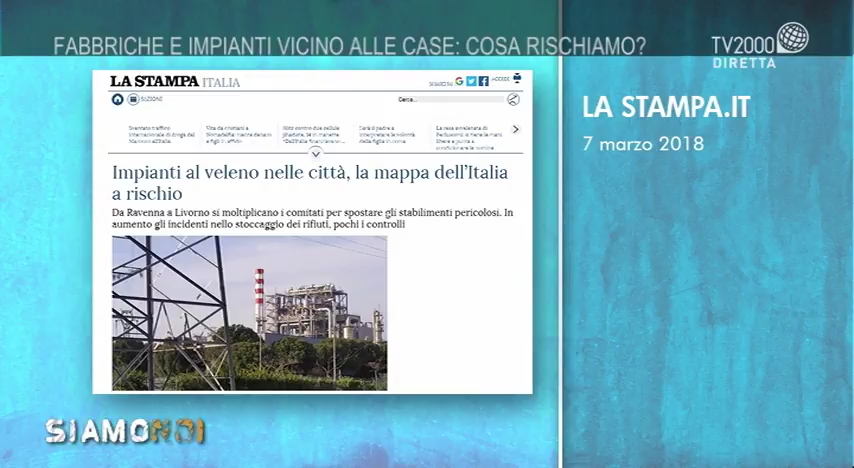 FABBRICHE E IMPIANTI VICINO ALLE CASE: COSA RISCHIAMO?
TV2000
DIRETTA
LA STAMPA ITALIA
SEZIONI
Cerca...
LA STAMPA.IT
7 marzo 2018
Impianti al veleno nelle città, la mappa dell'Italia
a rischio
Da Ravenna a Livorno si moltiplicano i comitati per spostare gli stabilimenti pericolosi. In
aumento gli incidenti nello stoccaggio dei rifiuti, pochi i controlli
SIAMONOI